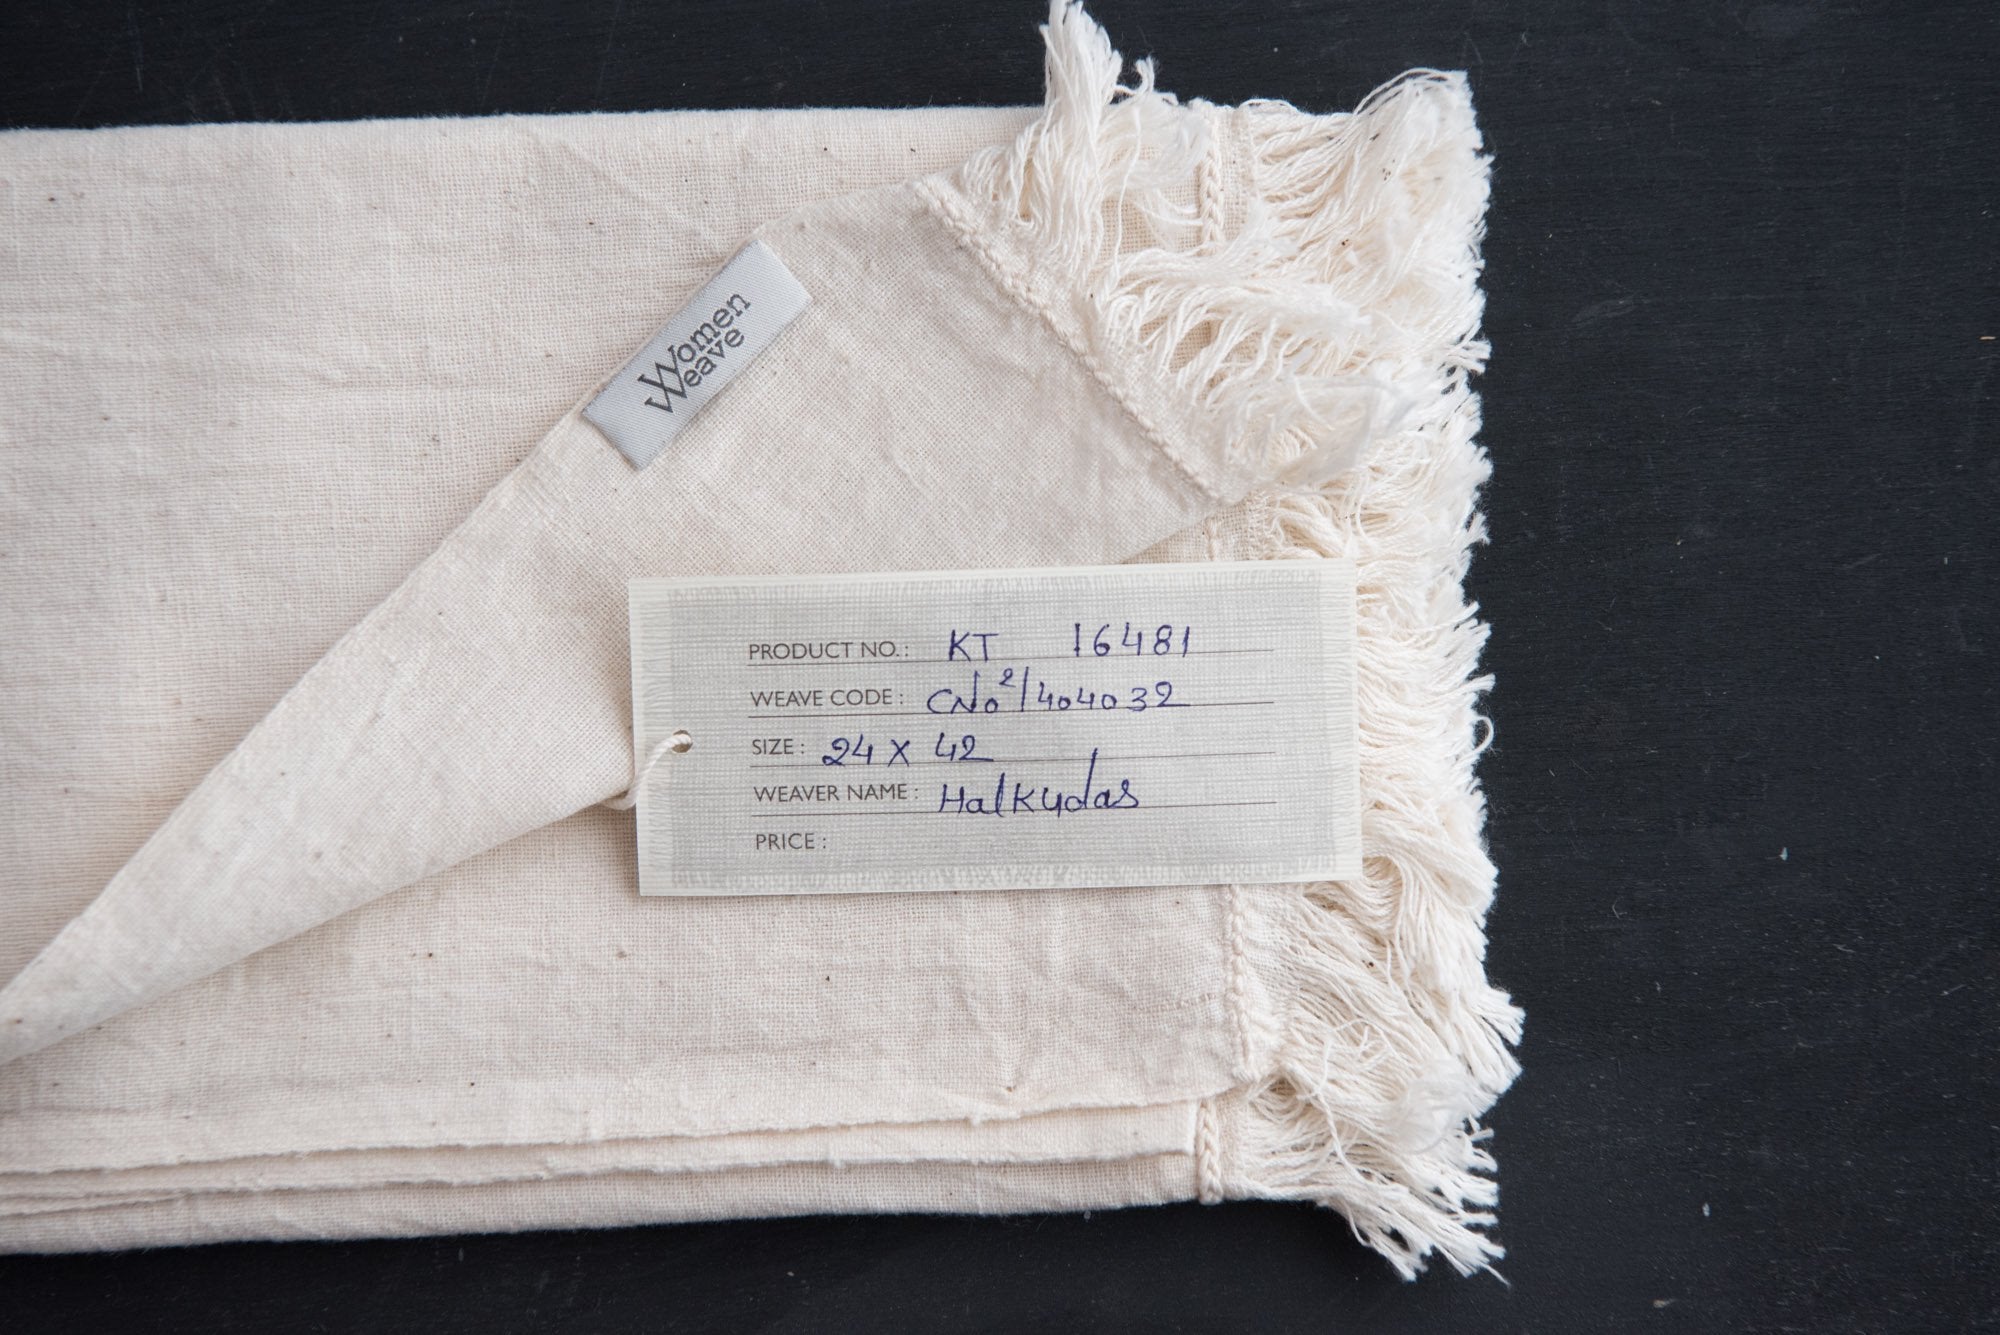 Women
Weave
PRODUCT NO.: KT 16481
WEAVE CODE: CNo2/404032
SIZE: 24 X 42
WEAVER NAME: Halkudas
PRICE: